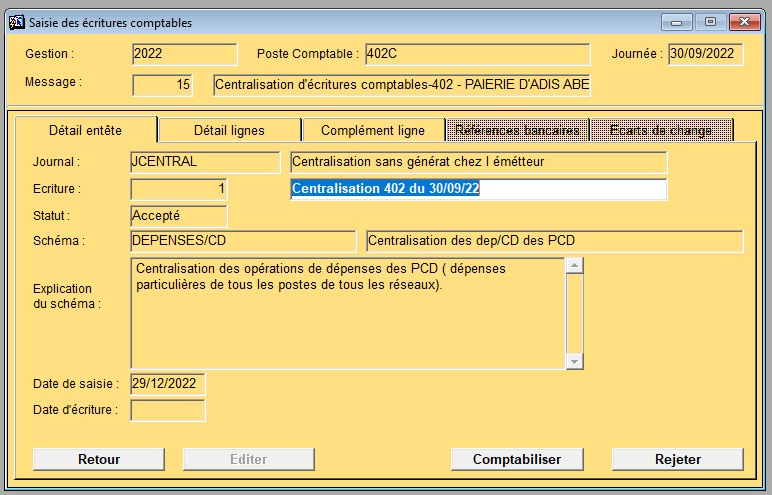 Saisie des écritures comptables
Gestion : 2022 Poste Comptable : 402C Journée : 30/09/2022
Message : 15 Centralisation d'écritures comptables-402 - PAIERIE D'ADIS ABE
Détail entête Détail lignes Complément ligne Références bancaires Ecarts de change
Journal : JCENTRAL Centralisation sans générat chez l émétteur
Ecriture : 1 Centralisation 402 du 30/09/22
Statut : Accepté
Schéma : DEPENSES/CD Centralisation des dep/CD des PCD
Explication du schéma :
Centralisation des opérations de dépenses des PCD ( dépenses
particulières de tous les postes de tous les réseaux).
Date de saisie : 29/12/2022
Date d'écriture :
Retour Editer Comptabiliser Rejeter